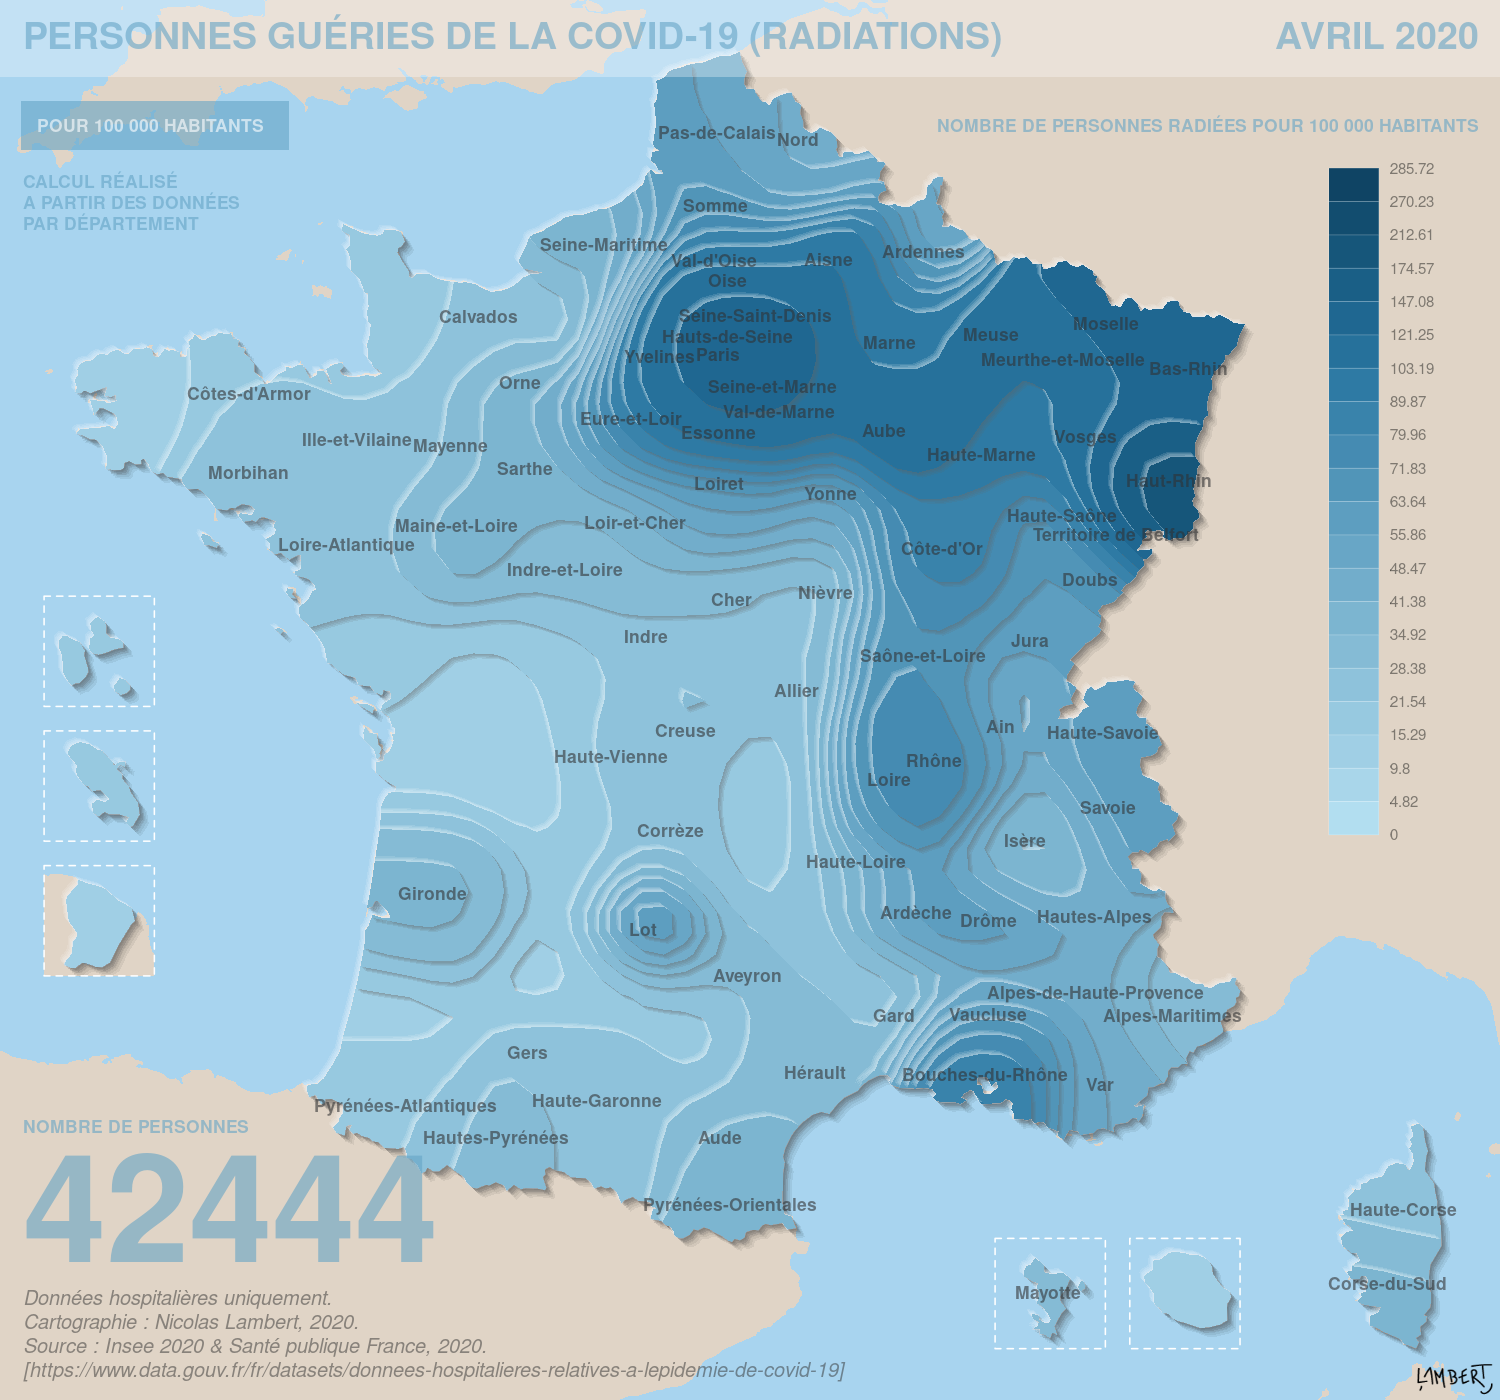 PERSONNES GUÉRIES DE LA COVID-19 (RADIATIONS)
AVRIL 2020
POUR 100 000 HABITANTS
CALCUL RÉALISÉ
A PARTIR DES DONNÉES
PAR DÉPARTEMENT
NOMBRE DE PERSONNES RADIÉES POUR 100 000 HABITANTS
285.72
270.23
212.61
174.57
147.08
121.25
103.19
89.87
79.96
71.83
63.64
55.86
48.47
41.38
34.92
28.38
21.54
15.29
9.8
4.82
0
Pas-de-Calais
Nord
Somme
Seine-Maritime
Ardennes
Val-d'Oise
Aisne
Oise
Calvados
Seine-Saint-Denis
Moselle
Hauts-de-Seine
Meuse
Marne
Yvelines
Paris
Meurthe-et-Moselle
Bas-Rhin
Orne
Seine-et-Marne
Côtes-d'Armor
Val-de-Marne
Eure-et-Loir
Essonne
Aube
Vosges
Ille-et-Vilaine
Mayenne
Haute-Marne
Sarthe
Morbihan
Haut-Rhin
Loiret
Yonne
Haute-Saône
Loir-et-Cher
Maine-et-Loire
Territoire de Belfort
Loire-Atlantique
Côte-d'Or
Indre-et-Loire
Doubs
Nièvre
Cher
Indre
Jura
Saône-et-Loire
Allier
Ain
Creuse
Haute-Savoie
Haute-Vienne
Rhône
Loire
Savoie
Corrèze
Isère
Haute-Loire
Gironde
Ardèche
Drôme
Hautes-Alpes
Lot
Aveyron
Alpes-de-Haute-Provence
Gard
Vaucluse
Alpes-Maritimes
Gers
Hérault
Bouches-du-Rhône
Var
Haute-Garonne
Pyrénées-Atlantiques
Hautes-Pyrénées
Aude
Pyrénées-Orientales
Haute-Corse
Corse-du-Sud
Mayotte
NOMBRE DE PERSONNES
42444
Données hospitalières uniquement.
Cartographie : Nicolas Lambert, 2020.
Source : Insee 2020 & Santé publique France, 2020.
[https://www.data.gouv.fr/fr/datasets/donnees-hospitalieres-relatives-a-lepidemie-de-covid-19]
LAMBERT